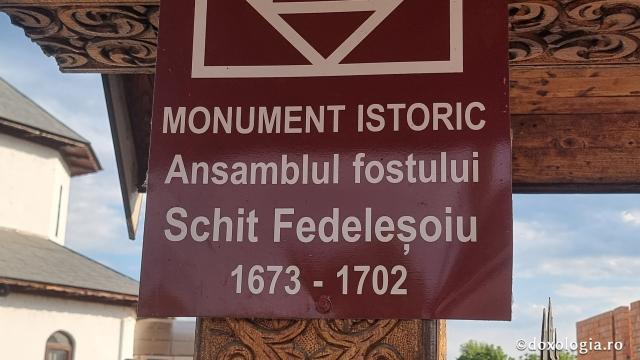 MONUMENT ISTORIC
Ansamblul fostului
Schit Fedeleșoiu
1673 - 1702
©doxologia.ro